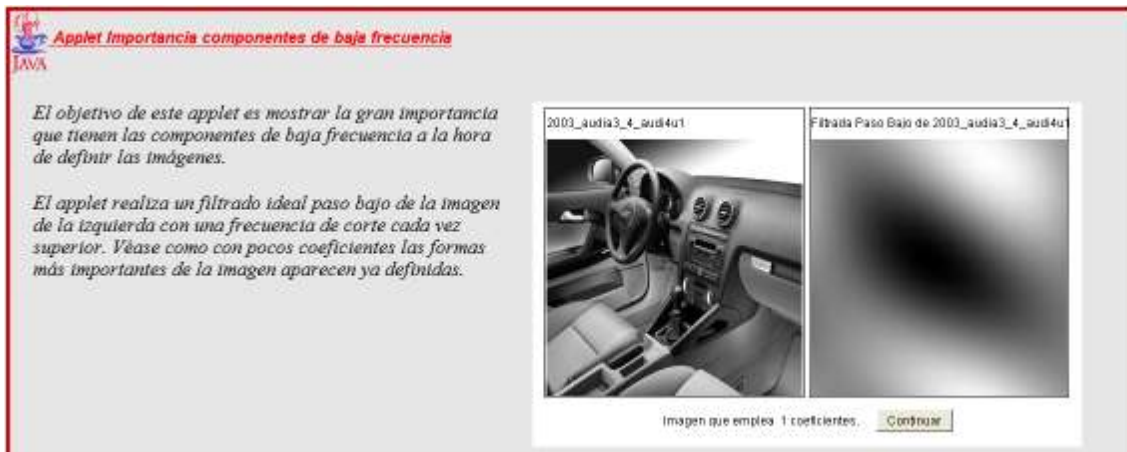 Applet Importancia componentes de baja frecuencia
JAVA
El objetivo de este applet es mostrar la gran importancia
que tienen las componentes de baja frecuencia a la hora
de definir las imágenes.
El applet realiza un filtrado ideal paso bajo de la imagen
de la izquierda con una frecuencia de corte cada vez
superior. Véase como con pocos coeficientes las formas
más importantes de la imagen aparecen ya definidas.
2003_audia3_4_audi4u1
Filtrada Paso Bajo de 2003_audia3_4_audi4u1
Imagen que emplea 1 coeficientes.
Continuar